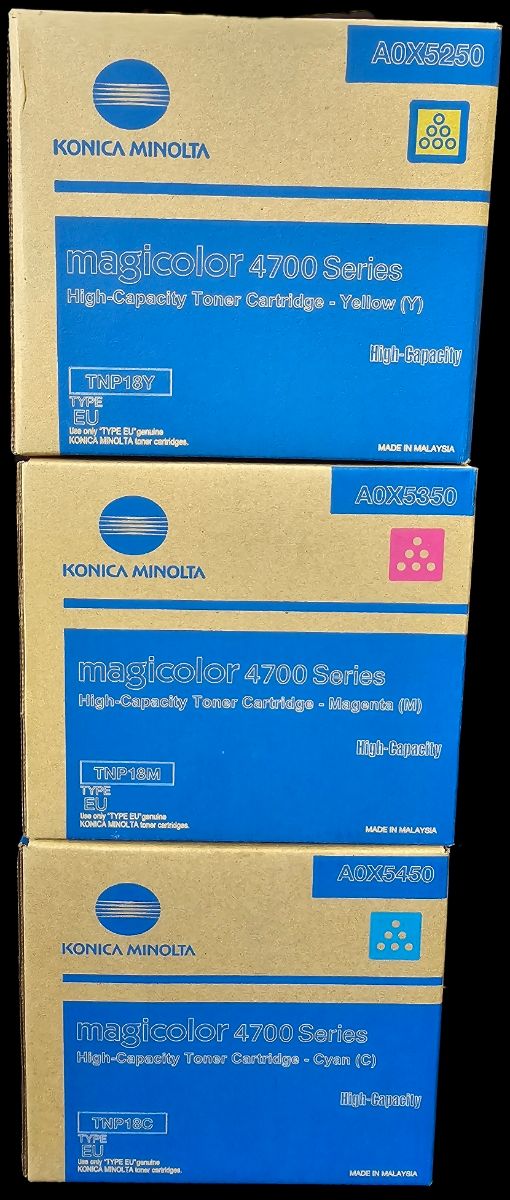 A0X5250
KONICA MINOLTA
magicolor 4700 Series
High-Capacity Toner Cartridge - Yellow (Y)
High-Capacity
TNP18Y
TYPE
EU
Use only "TYPE EU" genuine
KONICA MINOLTA toner cartridges.
MADE IN MALAYSIA
A0X5350
KONICA MINOLTA
magicolor 4700 Series
High-Capacity Toner Cartridge - Magenta (M)
High-Capacity
TNP18M
TYPE
EU
Use only "TYPE EU" genuine
KONICA MINOLTA toner cartridges.
MADE IN MALAYSIA
A0X5450
KONICA MINOLTA
magicolor 4700 Series
High-Capacity Toner Cartridge - Cyan (C)
High-Capacity
TNP18C
TYPE
EU
Use only "TYPE EU" genuine
KONICA MINOLTA toner cartridges.
MADE IN MALAYSIA